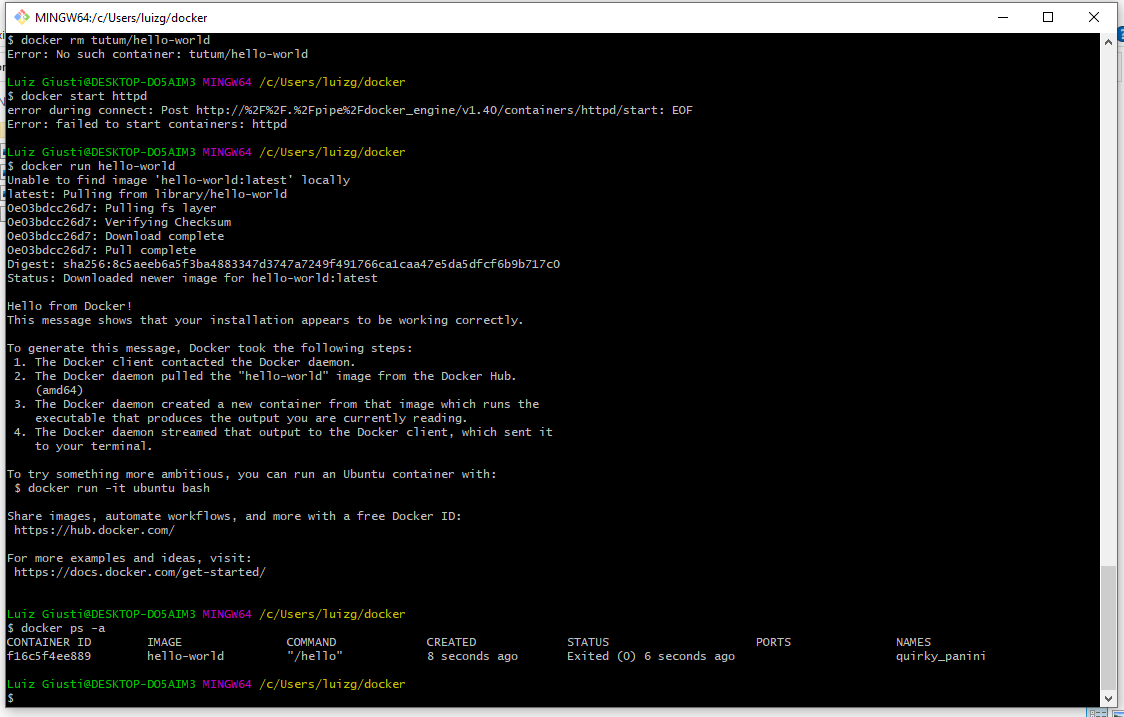 MINGW64:/c/Users/luizg/docker
$ docker rm tutum/hello-world
Error: No such container: tutum/hello-world
Luiz Giusti@DESKTOP-DO5AIM3 MINGW64 /c/Users/luizg/docker
$ docker start httpd
error during connect: Post http://%2F%2F.%2Fpipe%2Fdocker_engine/v1.40/containers/httpd/start: EOF
Error: failed to start containers: httpd
Luiz Giusti@DESKTOP-DO5AIM3 MINGW64 /c/Users/luizg/docker
$ docker run hello-world
Unable to find image 'hello-world:latest' locally
latest: Pulling from library/hello-world
0e03bdcc26d7: Pulling fs layer
0e03bdcc26d7: Verifying Checksum
0e03bdcc26d7: Download complete
0e03bdcc26d7: Pull complete
Digest: sha256:8c5aeeb6a5f3ba4883347d3747a7249f491766ca1caa47e5da5dfcf6b9b717c0
Status: Downloaded newer image for hello-world:latest
Hello from Docker!
This message shows that your installation appears to be working correctly.
To generate this message, Docker took the following steps:
1. The Docker client contacted the Docker daemon.
2. The Docker daemon pulled the "hello-world" image from the Docker Hub.
(amd64)
3. The Docker daemon created a new container from that image which runs the
executable that produces the output you are currently reading.
4. The Docker daemon streamed that output to the Docker client, which sent it
to your terminal.
To try something more ambitious, you can run an Ubuntu container with:
$ docker run -it ubuntu bash
Share images, automate workflows, and more with a free Docker ID:
https://hub.docker.com/
For more examples and ideas, visit:
https://docs.docker.com/get-started/
Luiz Giusti@DESKTOP-DO5AIM3 MINGW64 /c/Users/luizg/docker
$ docker ps -a
CONTAINER ID IMAGE COMMAND CREATED STATUS PORTS NAMES
f16c5f4ee889 hello-world "/hello" 8 seconds ago Exited (0) 6 seconds ago quirky_panini
Luiz Giusti@DESKTOP-DO5AIM3 MINGW64 /c/Users/luizg/docker
$